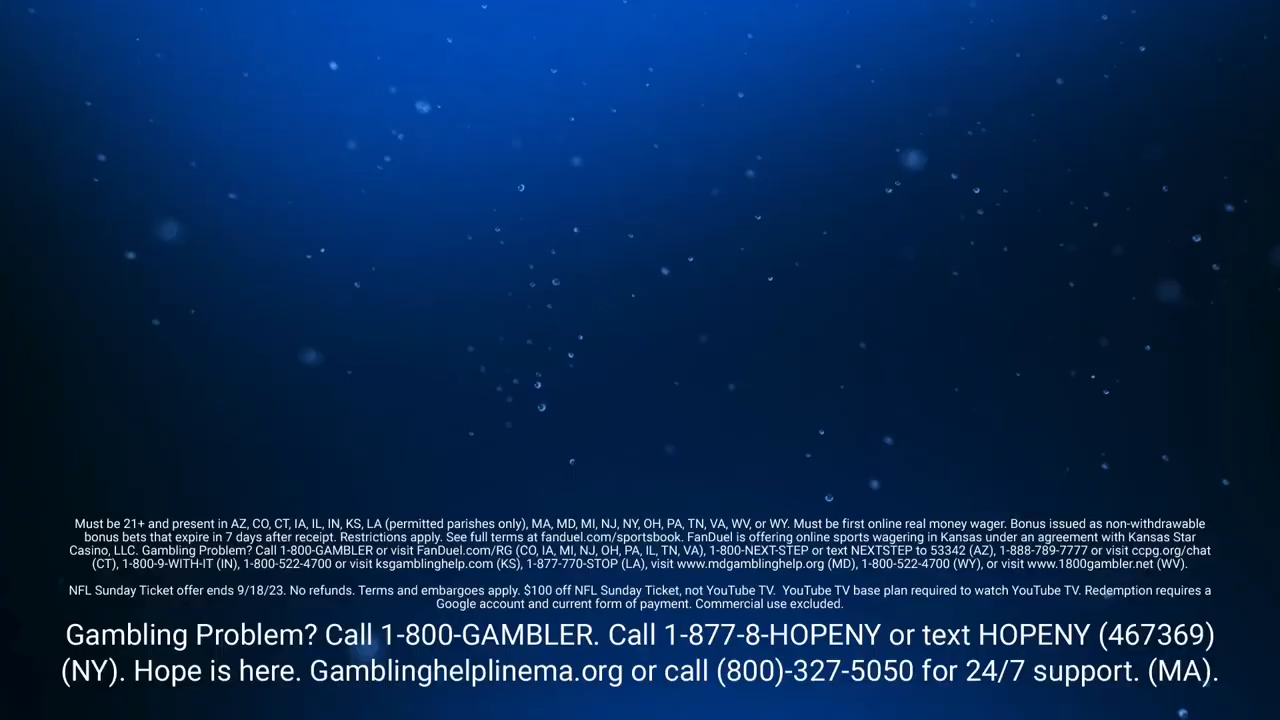 Must be 21+ and present in AZ, CO, CT, IA, IL, IN, KS, LA (permitted parishes only), MA, MD, MI, NJ, NY, OH, PA, TN, VA, WV, or WY. Must be first online real money wager. Bonus issued as non-withdrawable
bonus bets that expire in 7 days after receipt. Restrictions apply. See full terms at fanduel.com/sportsbook. FanDuel is offering online sports wagering in Kansas under an agreement with Kansas Star
Casino, LLC. Gambling Problem? Call 1-800-GAMBLER or visit FanDuel.com/RG (CO, IA, MI, NJ, OH, PA, IL, TN, VA), 1-800-NEXT-STEP or text NEXTSTEP to 53342 (AZ), 1-888-789-7777 or visit ccpg.org/chat
(CT), 1-800-9-WITH-IT (IN), 1-800-522-4700 or visit ksgamblinghelp.com (KS), 1-877-770-STOP (LA), visit www.mdgamblinghelp.org (MD), 1-800-522-4700 (WY), or visit www.1800gambler.net (WV).
NFL Sunday Ticket offer ends 9/18/23. No refunds. Terms and embargoes apply. $100 off NFL Sunday Ticket, not YouTube TV. YouTube TV base plan required to watch YouTube TV. Redemption requires a
Google account and current form of payment. Commercial use excluded.
Gambling Problem? Call 1-800-GAMBLER. Call 1-877-8-HOPENY or text HOPENY (467369)
(NY). Hope is here. Gamblinghelplinema.org or call (800)-327-5050 for 24/7 support. (MA).